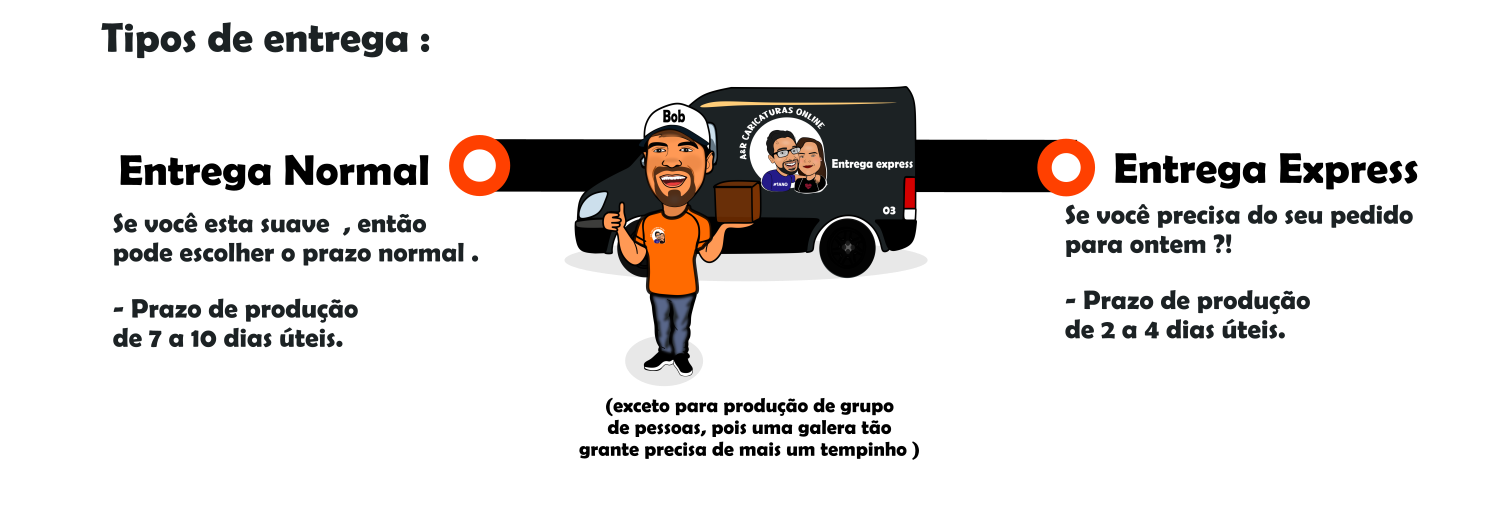 Tipos de entrega :
Entrega Normal
Se você esta suave , então
pode escolher o prazo normal .
- Prazo de produção
de 7 a 10 dias úteis.
Bob
A&R CARICATURAS ONLINE
Entrega express
#TANO
03
Entrega Express
Se você precisa do seu pedido
para ontem ?!
- Prazo de produção
de 2 a 4 dias úteis.
(exceto para produção de grupo
de pessoas, pois uma galera tão
grante precisa de mais um tempinho )